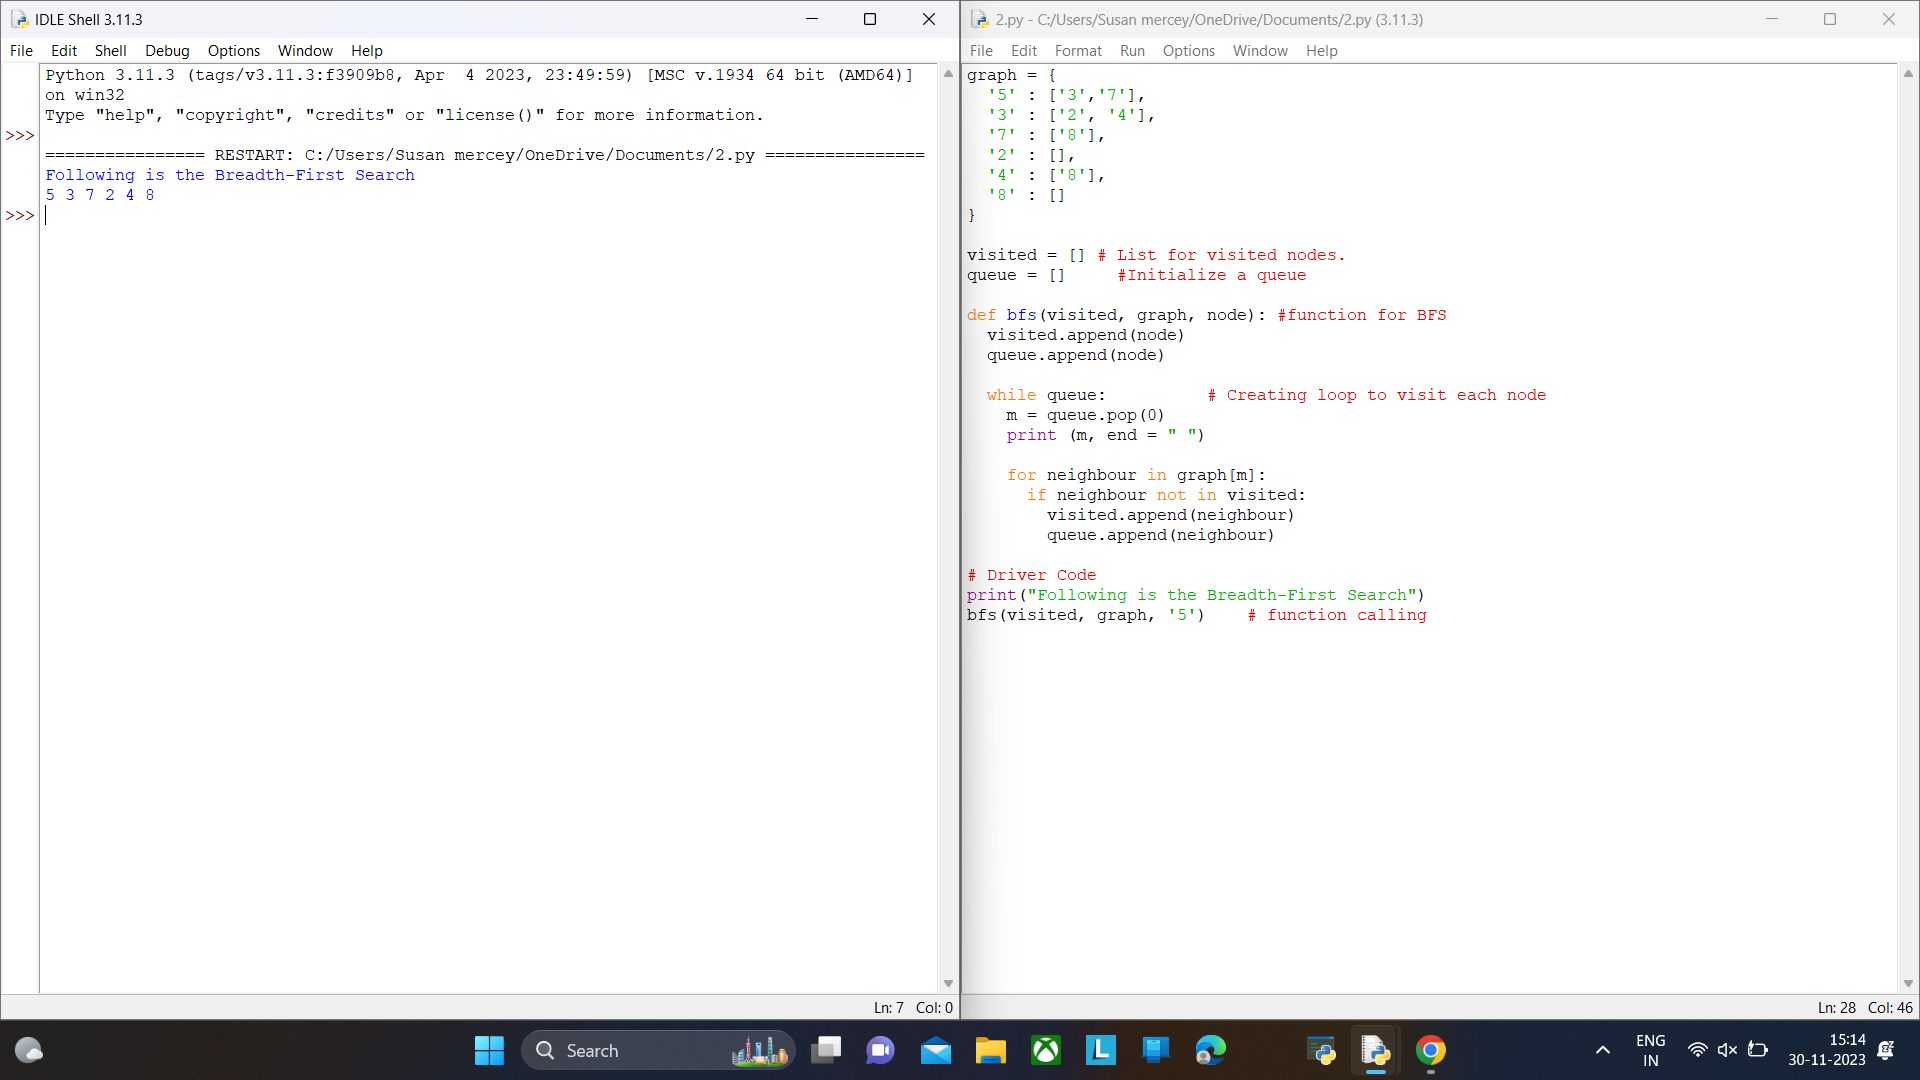 IDLE Shell 3.11.3
File Edit Shell Debug Options Window Help
Python 3.11.3 (tags/v3.11.3:f3909b8, Apr  4 2023, 23:49:59) [MSC v.1934 64 bit (AMD64)]
on win32
Type "help", "copyright", "credits" or "license()" for more information.
>>>
================ RESTART: C:/Users/Susan mercey/OneDrive/Documents/2.py ================
Following is the Breadth-First Search
5 3 7 2 4 8
>>>
Ln: 7 Col: 0
2.py - C:/Users/Susan mercey/OneDrive/Documents/2.py (3.11.3)
File Edit Format Run Options Window Help
graph = {
  '5' : ['3','7'],
  '3' : ['2', '4'],
  '7' : ['8'],
  '2' : [],
  '4' : ['8'],
  '8' : []
}
visited = [] # List for visited nodes.
queue = []     #Initialize a queue
def bfs(visited, graph, node): #function for BFS
  visited.append(node)
  queue.append(node)
  while queue:          # Creating loop to visit each node
    m = queue.pop(0)
    print (m, end = " ")
    for neighbour in graph[m]:
      if neighbour not in visited:
        visited.append(neighbour)
        queue.append(neighbour)
# Driver Code
print("Following is the Breadth-First Search")
bfs(visited, graph, '5')    # function calling
Ln: 28 Col: 46
Search
L
ENG
IN
15:14
30-11-2023